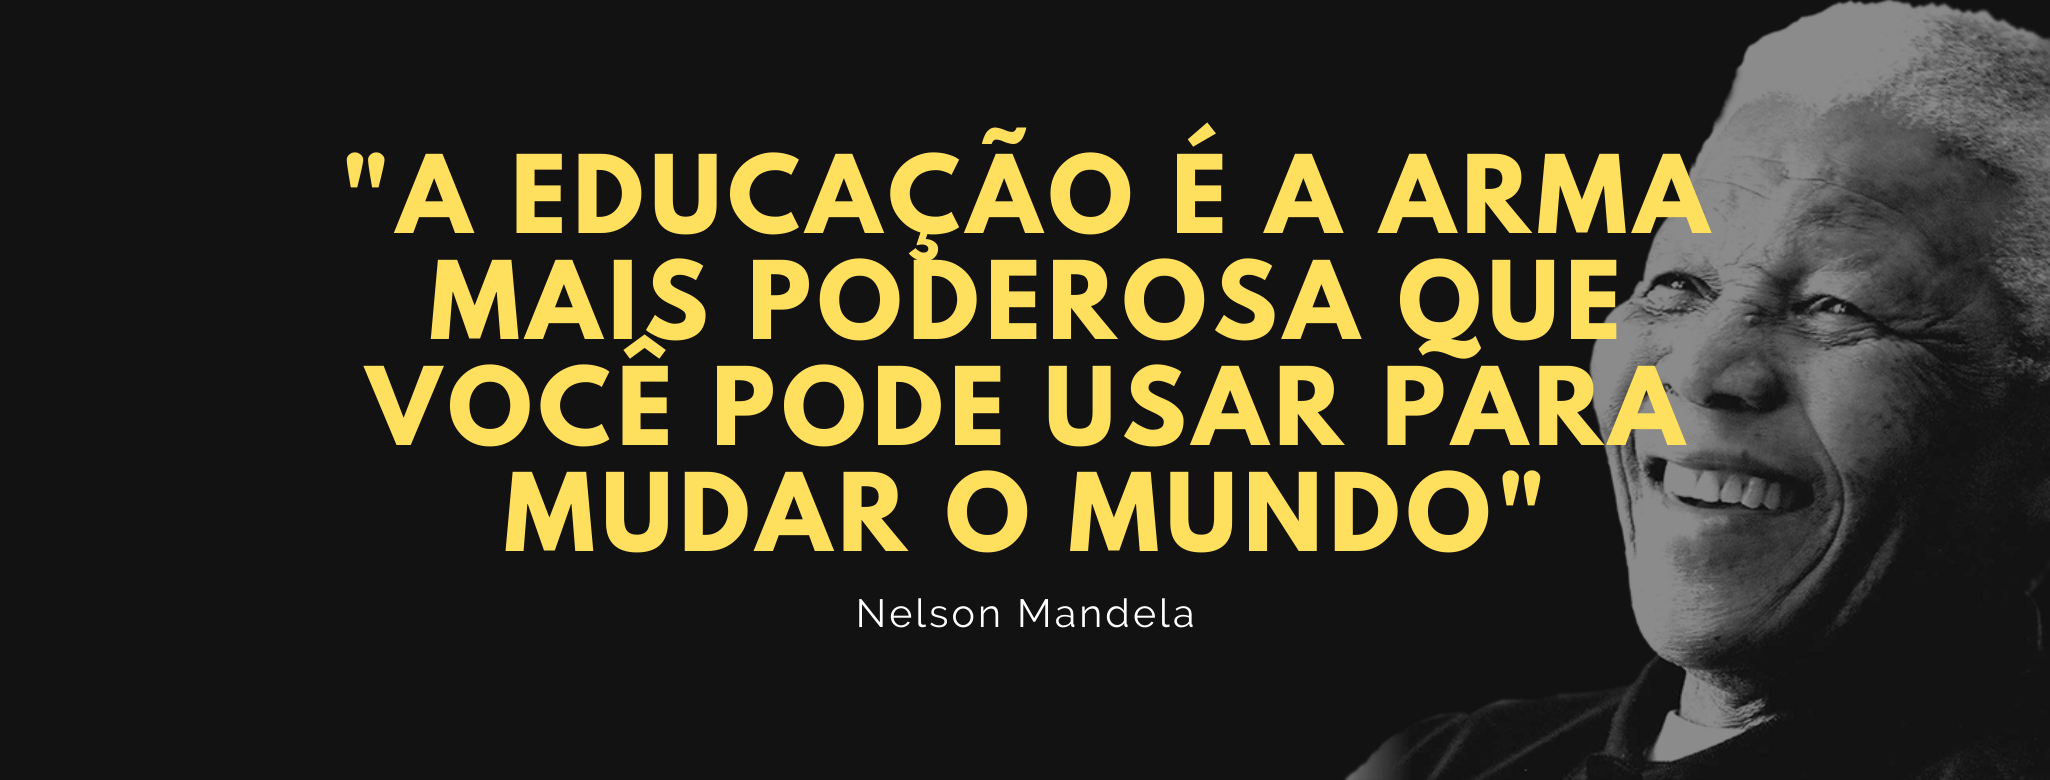 "A EDUCAÇÃO É A ARMA
MAIS PODEROSA QUE
VOCÊ PODE USAR PARA
MUDAR O MUNDO"
Nelson Mandela